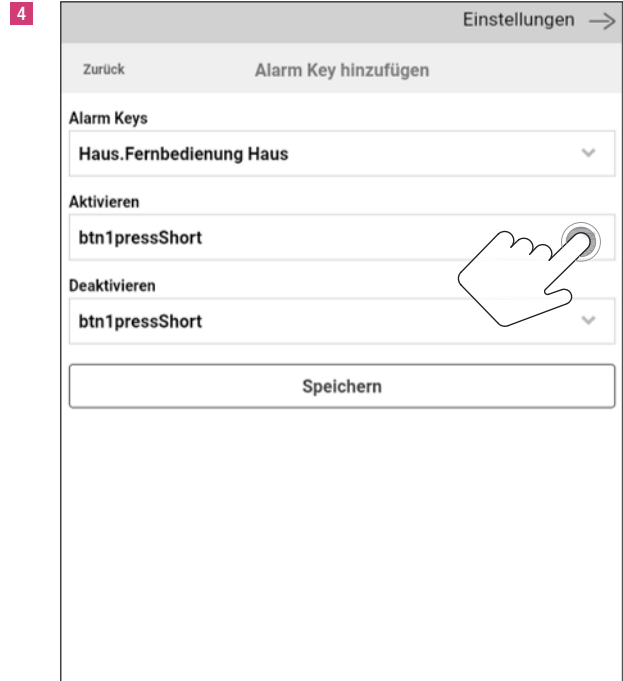 4
Einstellungen
Zurück Alarm Key hinzufügen
Alarm Keys
Haus.Fernbedienung Haus
Aktivieren
btn1pressShort
Deaktivieren
btn1pressShort
Speichern